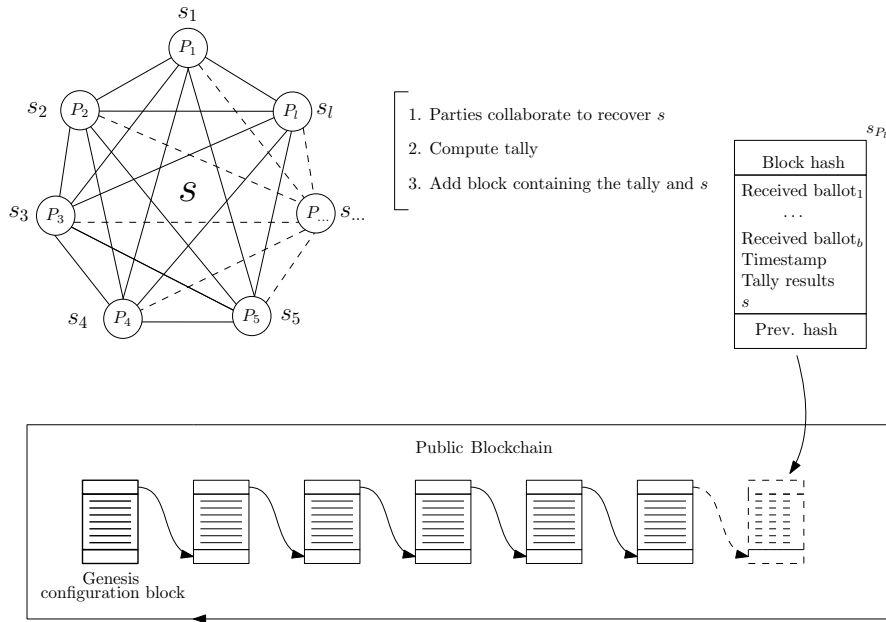 s₁
P₁
s₂
P₂
Pₗ
sₗ
s
s₃
P₃
P...
s...
s₄
P₄
P₅
s₅
1. Parties collaborate to recover s
2. Compute tally
3. Add block containing the tally and s
Block hash
Received ballot₁
...
Received ballot_b
Timestamp
Tally results
s
Prev. hash
Public Blockchain
Genesis
configuration block